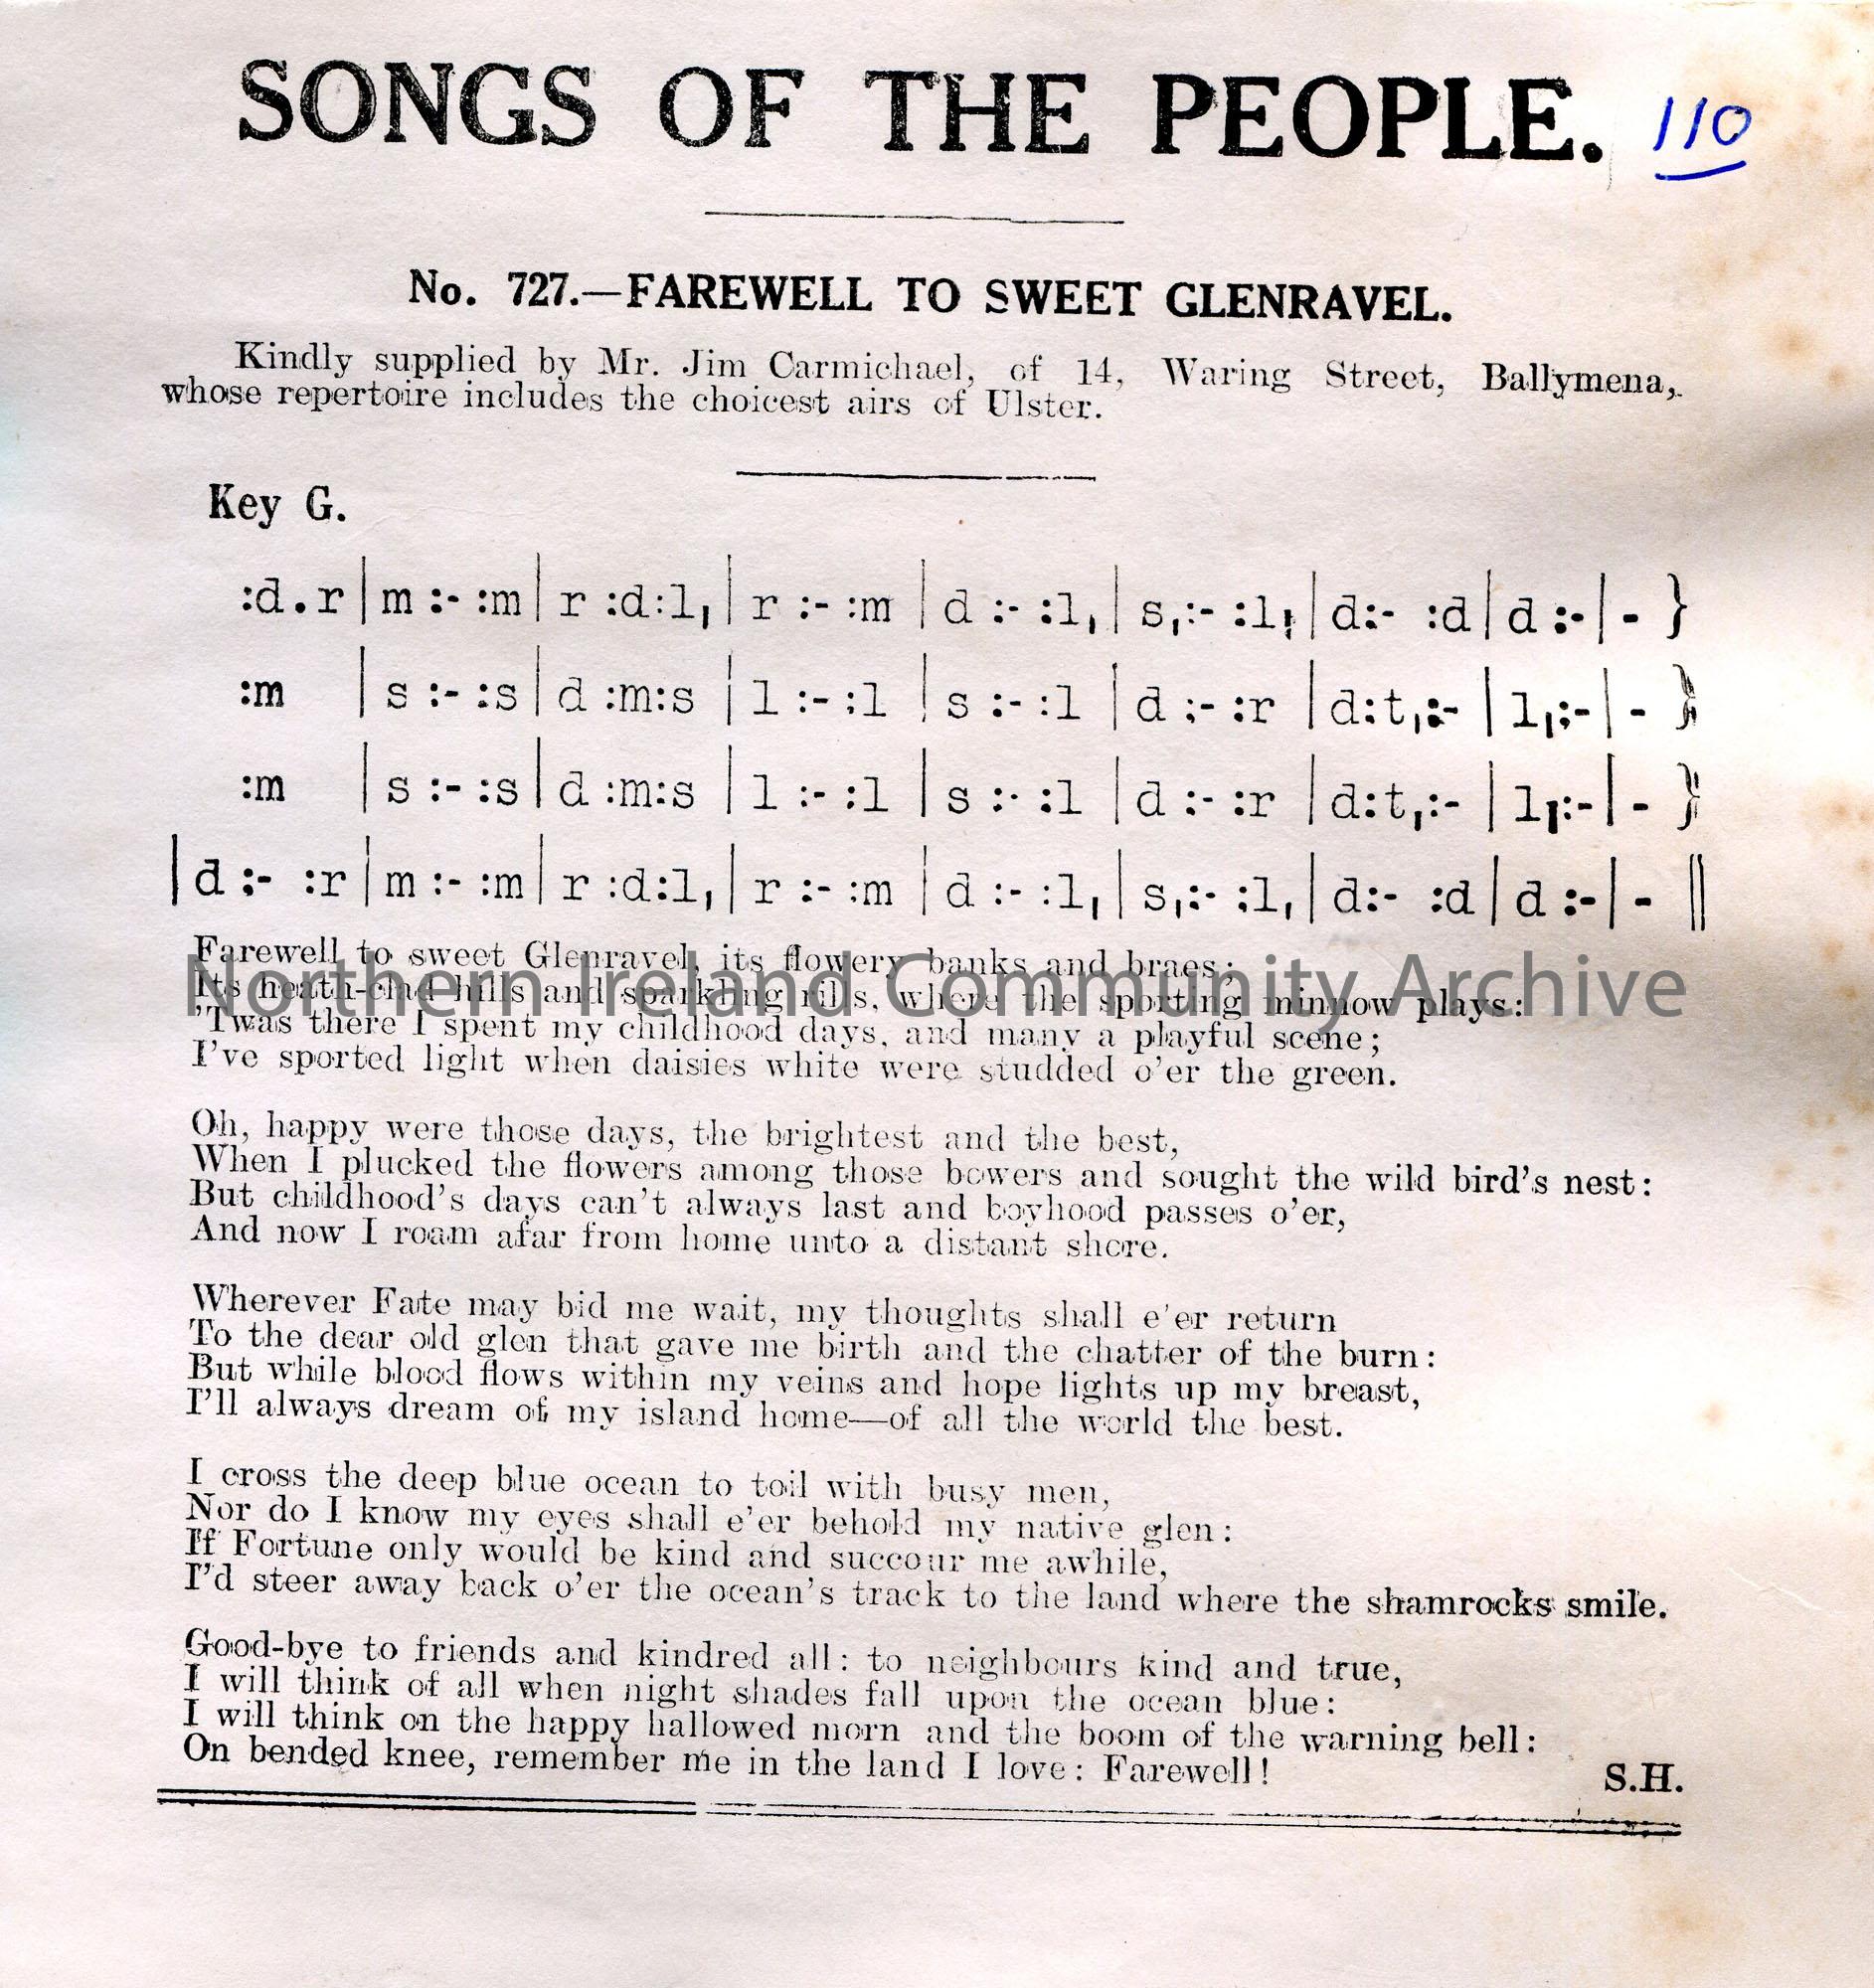 SONGS OF THE PEOPLE. 110
No. 727.—FAREWELL TO SWEET GLENRAVEL.
Kindly supplied by Mr. Jim Carmichael, of 14, Waring Street, Ballymena,
whose repertoire includes the choicest airs of Ulster.
Key G.
:d.r|m:- :m|r :d:l,|r :- :m|d :- :l,|s,:- :l,|d:- :d|d :-|- }
:m |s :- :s|d :m:s|l :- :l|s :- :l|d :- :r|d:t,:-|l,:-|- }
:m |s :- :s|d :m:s|l :- :l|s :- :l|d :- :r|d:t,:-|l,:-|- }
|d :- :r|m :- :m|r :d:l,|r :- :m|d :- :l,|s,:- :l,|d:- :d|d :-|- ||
Farewell to sweet Glenravel, its flowery banks and braes;
Northern Ireland Community Archive
Its heath-clad hills and sparkling rills, where the sporting minnow plays:
'Twas there I spent my childhood days, and many a playful scene;
I've sported light when daisies white were studded o'er the green.
Oh, happy were those days, the brightest and the best,
When I plucked the flowers among those bowers and sought the wild bird's nest:
But childhood's days can't always last and boyhood passes o'er,
And now I roam afar from home unto a distant shore.
Wherever Fate may bid me wait, my thoughts shall e'er return
To the dear old glen that gave me birth and the chatter of the burn:
But while blood flows within my veins and hope lights up my breast,
I'll always dream of my island home—of all the world the best.
I cross the deep blue ocean to toil with busy men,
Nor do I know my eyes shall e'er behold my native glen:
If Fortune only would be kind and succour me awhile,
I'd steer away back o'er the ocean's track to the land where the shamrocks smile.
Good-bye to friends and kindred all: to neighbours kind and true,
I will think of all when night shades fall upon the ocean blue:
I will think on the happy hallowed morn and the boom of the warning bell:
On bended knee, remember me in the land I love: Farewell!
S.H.